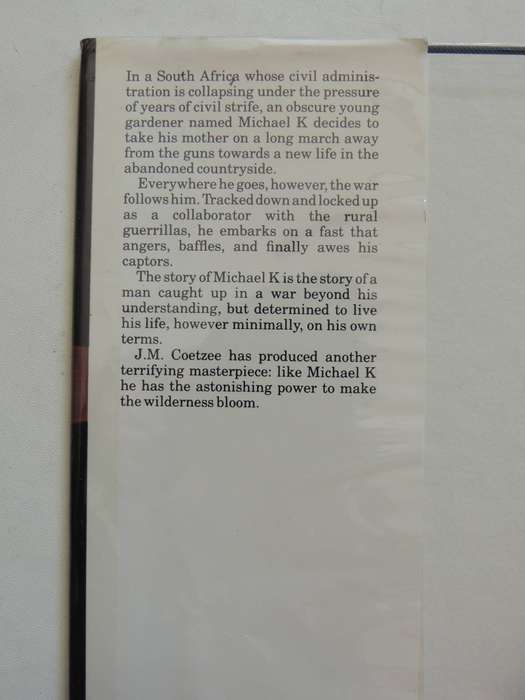 In a South Africa whose civil adminis-
tration is collapsing under the pressure
of years of civil strife, an obscure young
gardener named Michael K decides to
take his mother on a long march away
from the guns towards a new life in the
abandoned countryside.
Everywhere he goes, however, the war
follows him. Tracked down and locked up
as a collaborator with the rural
guerrillas, he embarks on a fast that
angers, baffles, and finally awes his
captors.
The story of Michael K is the story of a
man caught up in a war beyond his
understanding, but determined to live
his life, however minimally, on his own
terms.
J.M. Coetzee has produced another
terrifying masterpiece: like Michael K
he has the astonishing power to make
the wilderness bloom.